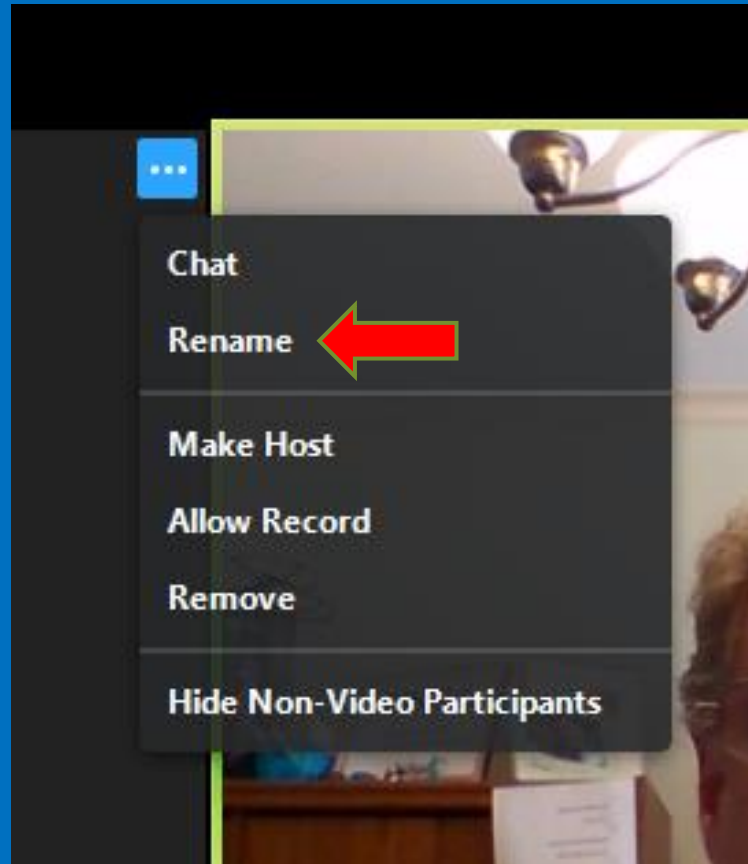 Chat
Rename
Make Host
Allow Record
Remove
Hide Non-Video Participants